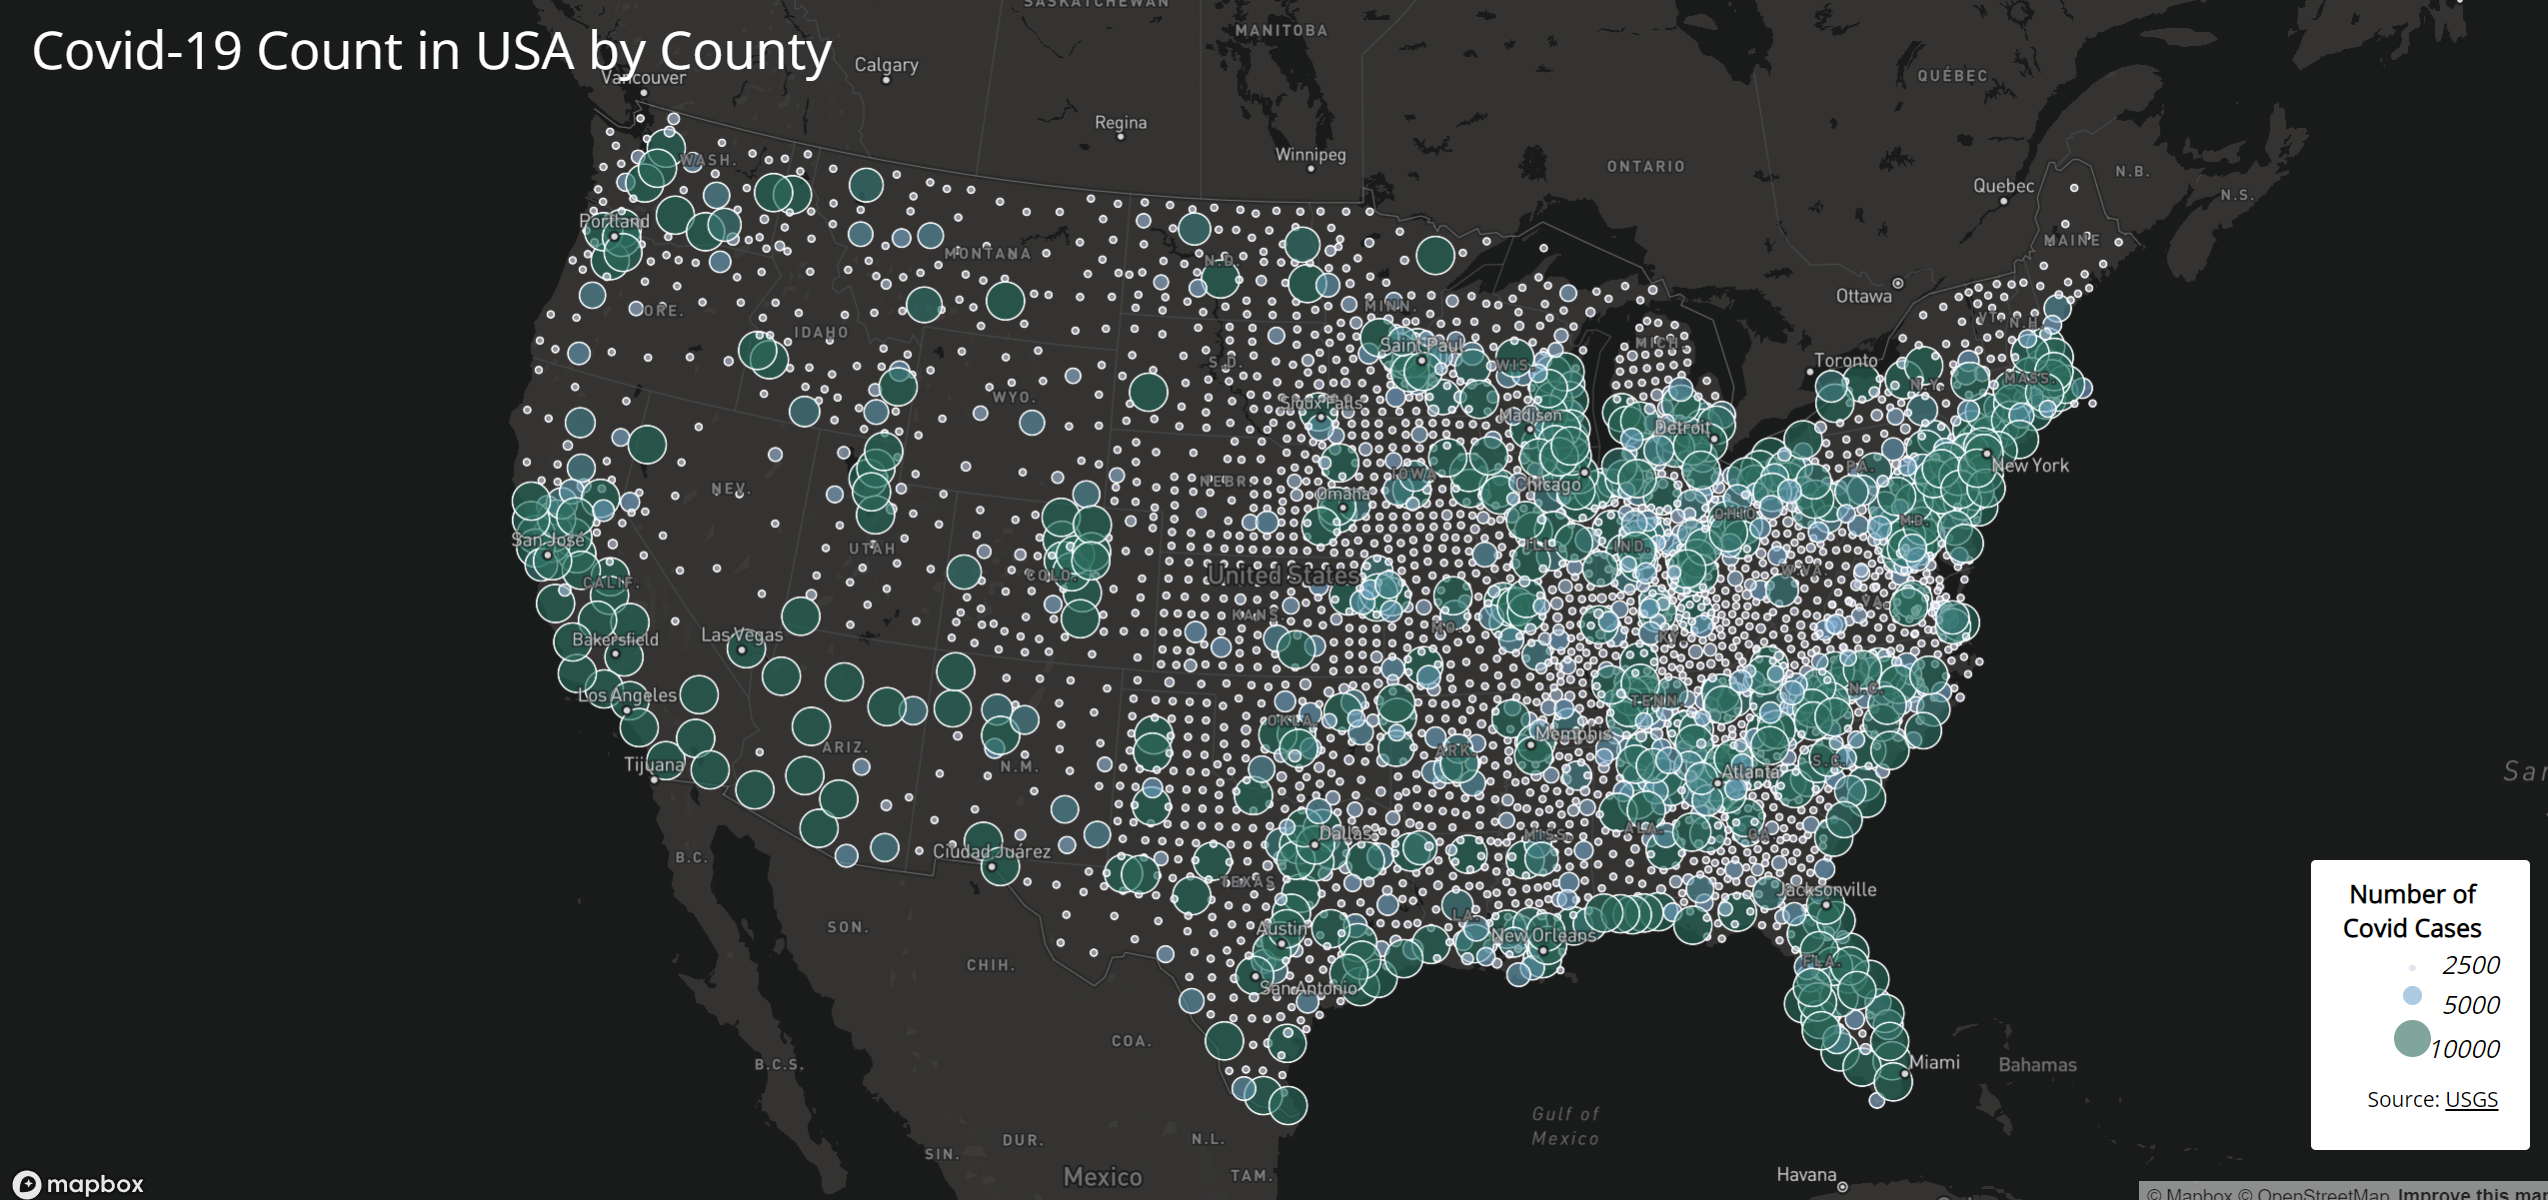 Covid-19 Count in USA by County
SASKATCHEWAN
MANITOBA
Calgary
Vancouver
QUÉBEC
Regina
Winnipeg
ONTARIO
WASH.
N.B.
Quebec
N.S.
Portland
MONTANA
N.D.
MAINE
Ottawa
MINN.
ORE.
IDAHO
VT.
N.H.
Saint Paul
MICH.
S.D.
WIS.
Toronto
N.Y.
MASS.
WYO.
Sioux Falls
Madison
Detroit
New York
PA.
IOWA
NEBR.
NEV.
Chicago
Omaha
OHIO
MD.
San José
UTAH
ILL.
IND.
United States
COLO.
CALIF.
W.VA.
VA.
KANS.
MO.
KY.
Bakersfield
Las Vegas
Los Angeles
TENN.
N.C.
OKLA.
Memphis
ARIZ.
ARK.
Tijuana
N.M.
Atlanta
S.C.
San
Dallas
MISS.
ALA.
GA.
B.C.
Ciudad Juárez
TEXAS
Jacksonville
LA.
SON.
Austin
New Orleans
CHIH.
FLA.
San Antonio
COA.
B.C.S.
Miami
Bahamas
Gulf of
Mexico
DUR.
N.L.
SIN.
Mexico
TAM.
Havana
Number of
Covid Cases
2500
5000
10000
Source: USGS
mapbox
© Mapbox © OpenStreetMap Improve this map